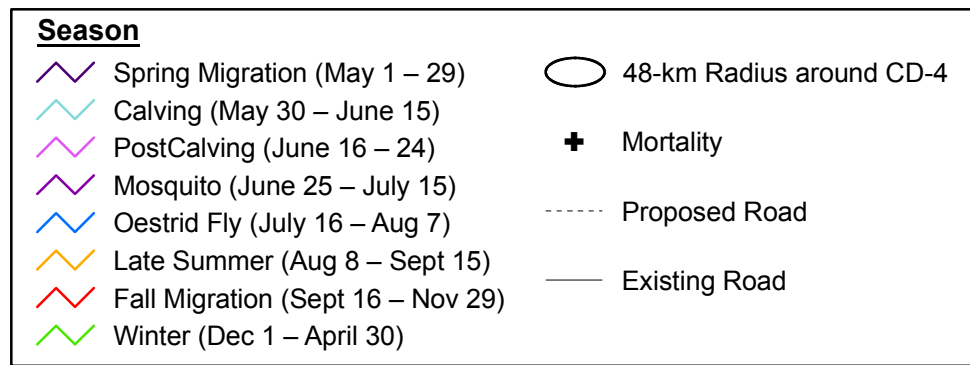 Season
Spring Migration (May 1 – 29)
Calving (May 30 – June 15)
PostCalving (June 16 – 24)
Mosquito (June 25 – July 15)
Oestrid Fly (July 16 – Aug 7)
Late Summer (Aug 8 – Sept 15)
Fall Migration (Sept 16 – Nov 29)
Winter (Dec 1 – April 30)
48-km Radius around CD-4
Mortality
Proposed Road
Existing Road